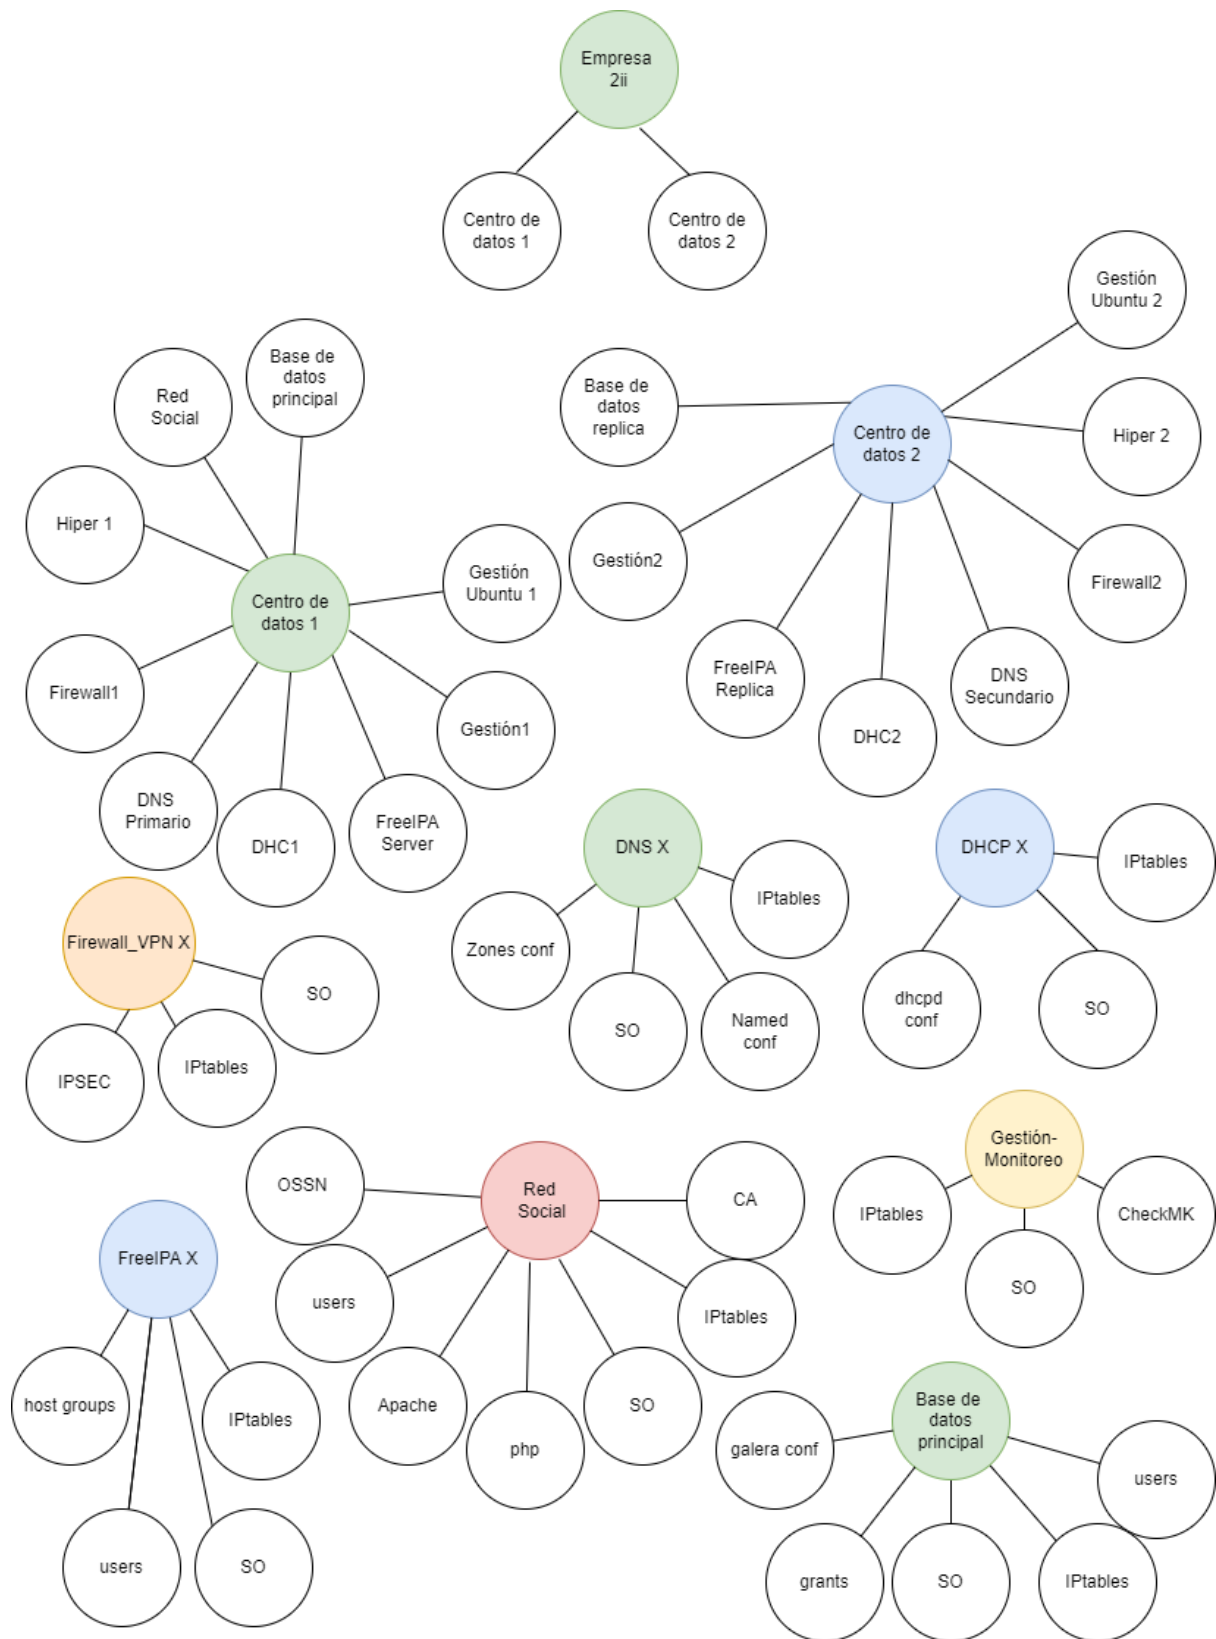 Empresa
2ii
Centro de
datos 1
Centro de
datos 2
Gestión
Ubuntu 2
Base de
datos
principal
Red
Social
Base de
datos
replica
Centro de
datos 2
Hiper 2
Hiper 1
Gestión2
Gestión
Ubuntu 1
Firewall2
Centro de
datos 1
FreeIPA
Replica
DNS
Secundario
Firewall1
Gestión1
DHC2
DNS
Primario
DHC1
FreeIPA
Server
DNS X
DHCP X
IPtables
IPtables
Firewall_VPN X
Zones conf
SO
SO
Named
conf
dhcpd
conf
SO
IPSEC
IPtables
Gestión-
Monitoreo
OSSN
Red
Social
CA
IPtables
CheckMK
FreeIPA X
users
IPtables
SO
host groups
IPtables
Apache
php
SO
Base de
datos
principal
galera conf
users
users
SO
grants
SO
IPtables